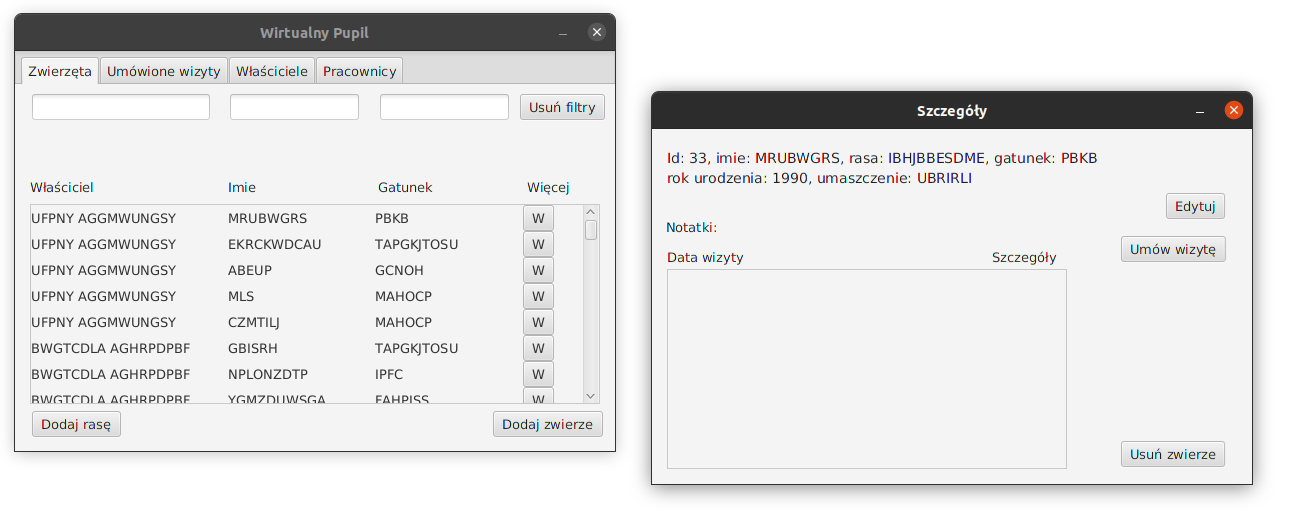 Wirtualny Pupil
Zwierzęta Umówione wizyty Właściciele Pracownicy
Usuń filtry
Właściciel Imie Gatunek Więcej
UFPNY AGGMWUNGSY MRUBWGRS PBKB W
UFPNY AGGMWUNGSY EKRCKWDCAU TAPGKJTOSU W
UFPNY AGGMWUNGSY ABEUP GCNOH W
UFPNY AGGMWUNGSY MLS MAHOCP W
UFPNY AGGMWUNGSY CZMTILJ MAHOCP W
BWGTCDLA AGHRPDPBF GBISRH TAPGKJTOSU W
BWGTCDLA AGHRPDPBF NPLONZDTP IPFC W
BWGTCDLA AGHRPDPBF YGMZDUWSGA FAHPISS W
Dodaj rasę Dodaj zwierze
Szczegóły
Id: 33, imie: MRUBWGRS, rasa: IBHJBBESDME, gatunek: PBKB
rok urodzenia: 1990, umaszczenie: UBRIRLI
Edytuj
Notatki:
Umów wizytę
Data wizyty Szczegóły
Usuń zwierze